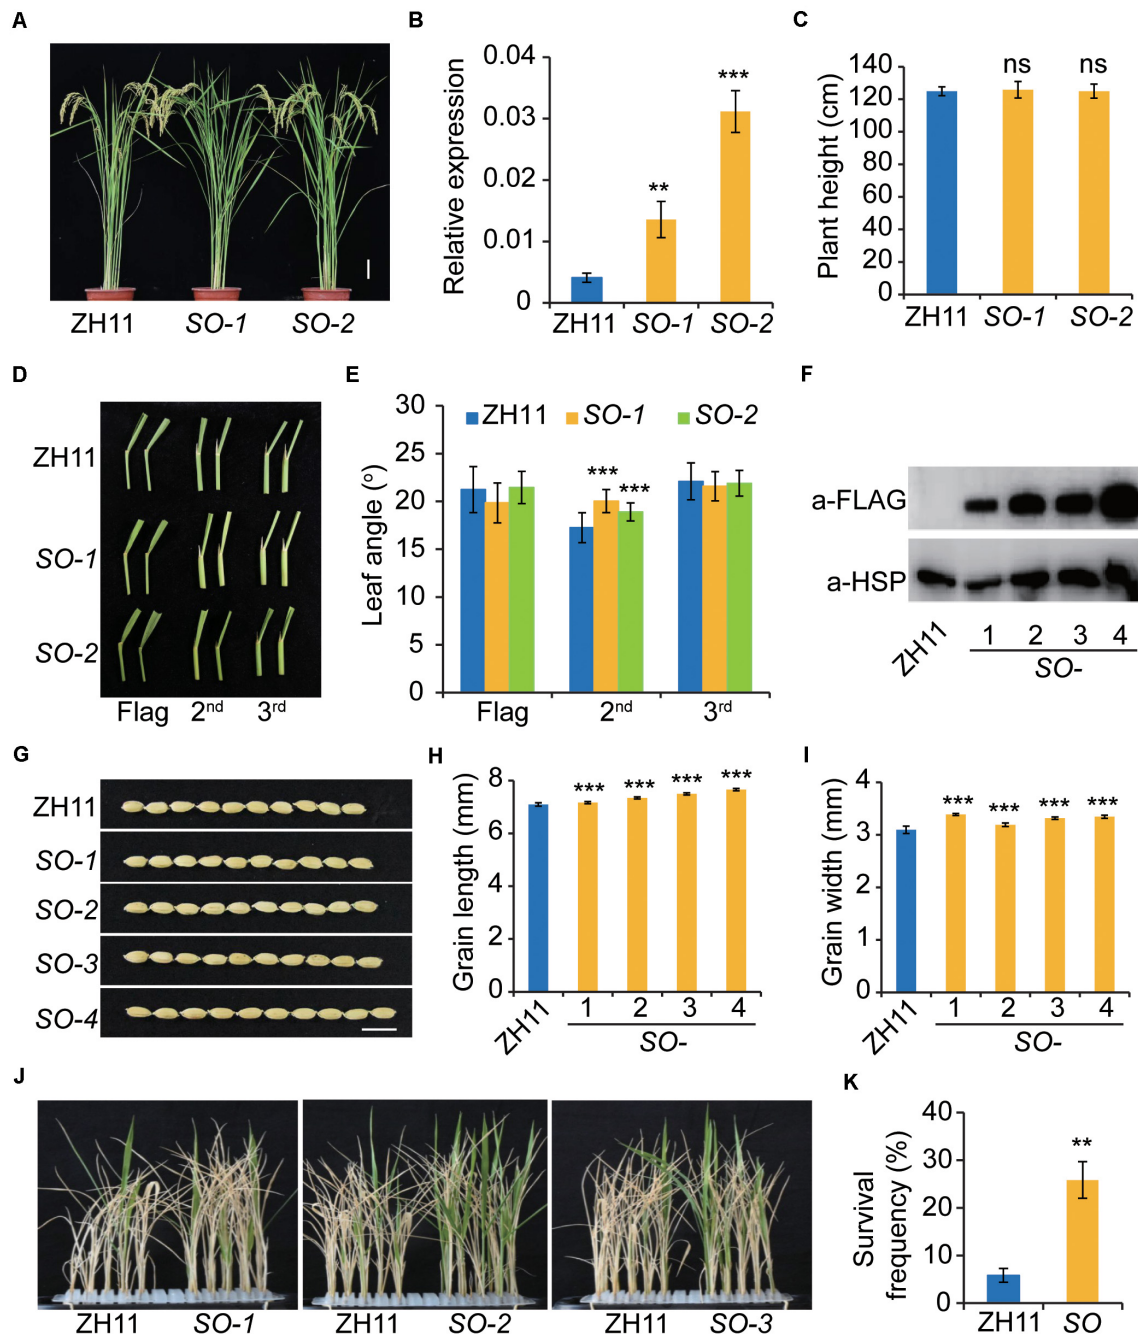 A
ZH11 SO-1 SO-2
B
Relative expression
0.04
0.03
0.02
0.01
0
**
***
ZH11 SO-1 SO-2
C
Plant height (cm)
140
120
100
80
60
40
20
0
ns ns
ZH11 SO-1 SO-2
D
ZH11
SO-1
SO-2
Flag 2nd 3rd
E
Leaf angle (º)
30
25
20
15
10
5
0
ZH11 SO-1 SO-2
***
***
Flag 2nd 3rd
F
a-FLAG
a-HSP
ZH11 1 2 3 4
SO-
G
ZH11
SO-1
SO-2
SO-3
SO-4
H
Grain length (mm)
8
6
4
2
0
*** *** *** ***
ZH11 1 2 3 4
SO-
I
Grain width (mm)
4
3
2
1
0
*** *** *** ***
ZH11 1 2 3 4
SO-
J
ZH11 SO-1 ZH11 SO-2 ZH11 SO-3
K
Survival
frequency (%)
40
30
20
10
0
**
ZH11 SO